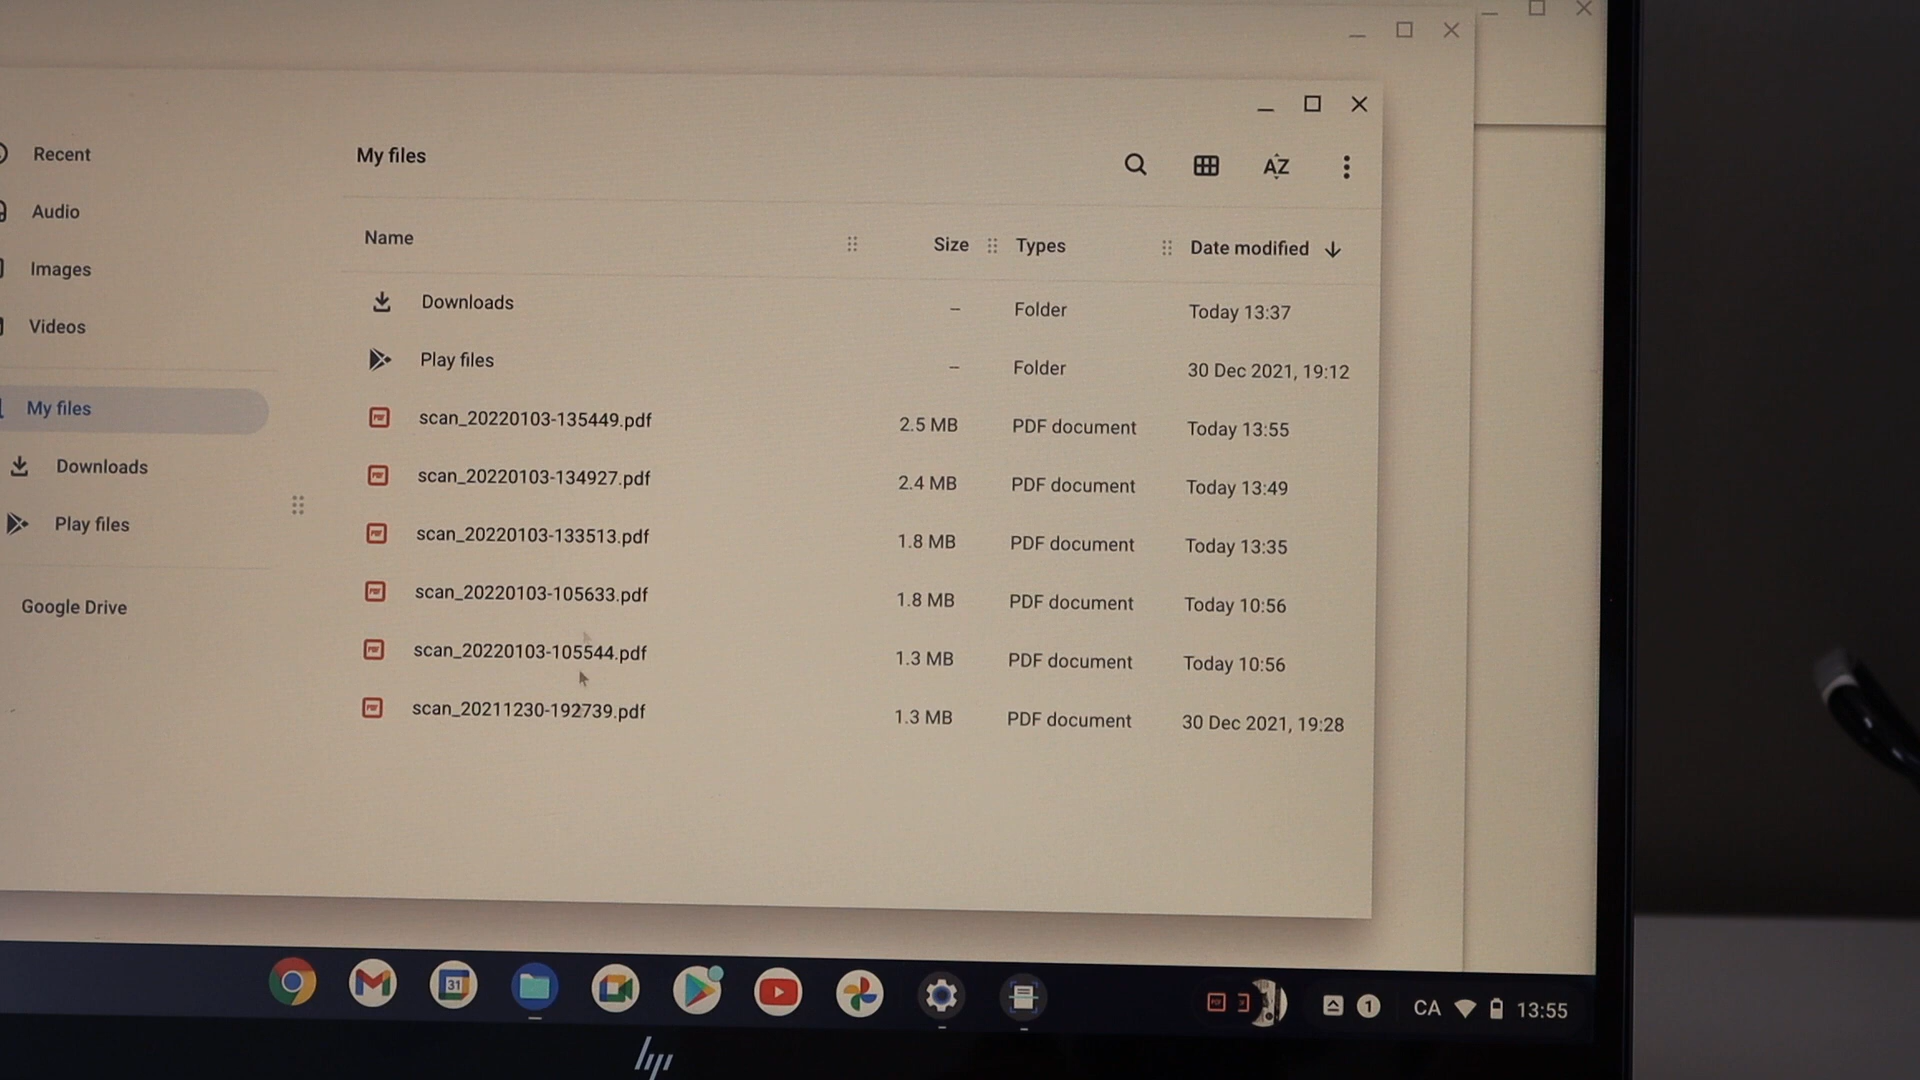 Recent
Audio
Images
Videos
My files
Downloads
Play files
Google Drive
My files
AZ
Name Size Types Date modified
Downloads – Folder Today 13:37
Play files – Folder 30 Dec 2021, 19:12
scan_20220103-135449.pdf 2.5 MB PDF document Today 13:55
scan_20220103-134927.pdf 2.4 MB PDF document Today 13:49
scan_20220103-133513.pdf 1.8 MB PDF document Today 13:35
scan_20220103-105633.pdf 1.8 MB PDF document Today 10:56
scan_20220103-105544.pdf 1.3 MB PDF document Today 10:56
scan_20211230-192739.pdf 1.3 MB PDF document 30 Dec 2021, 19:28
31
1 CA 13:55
hp